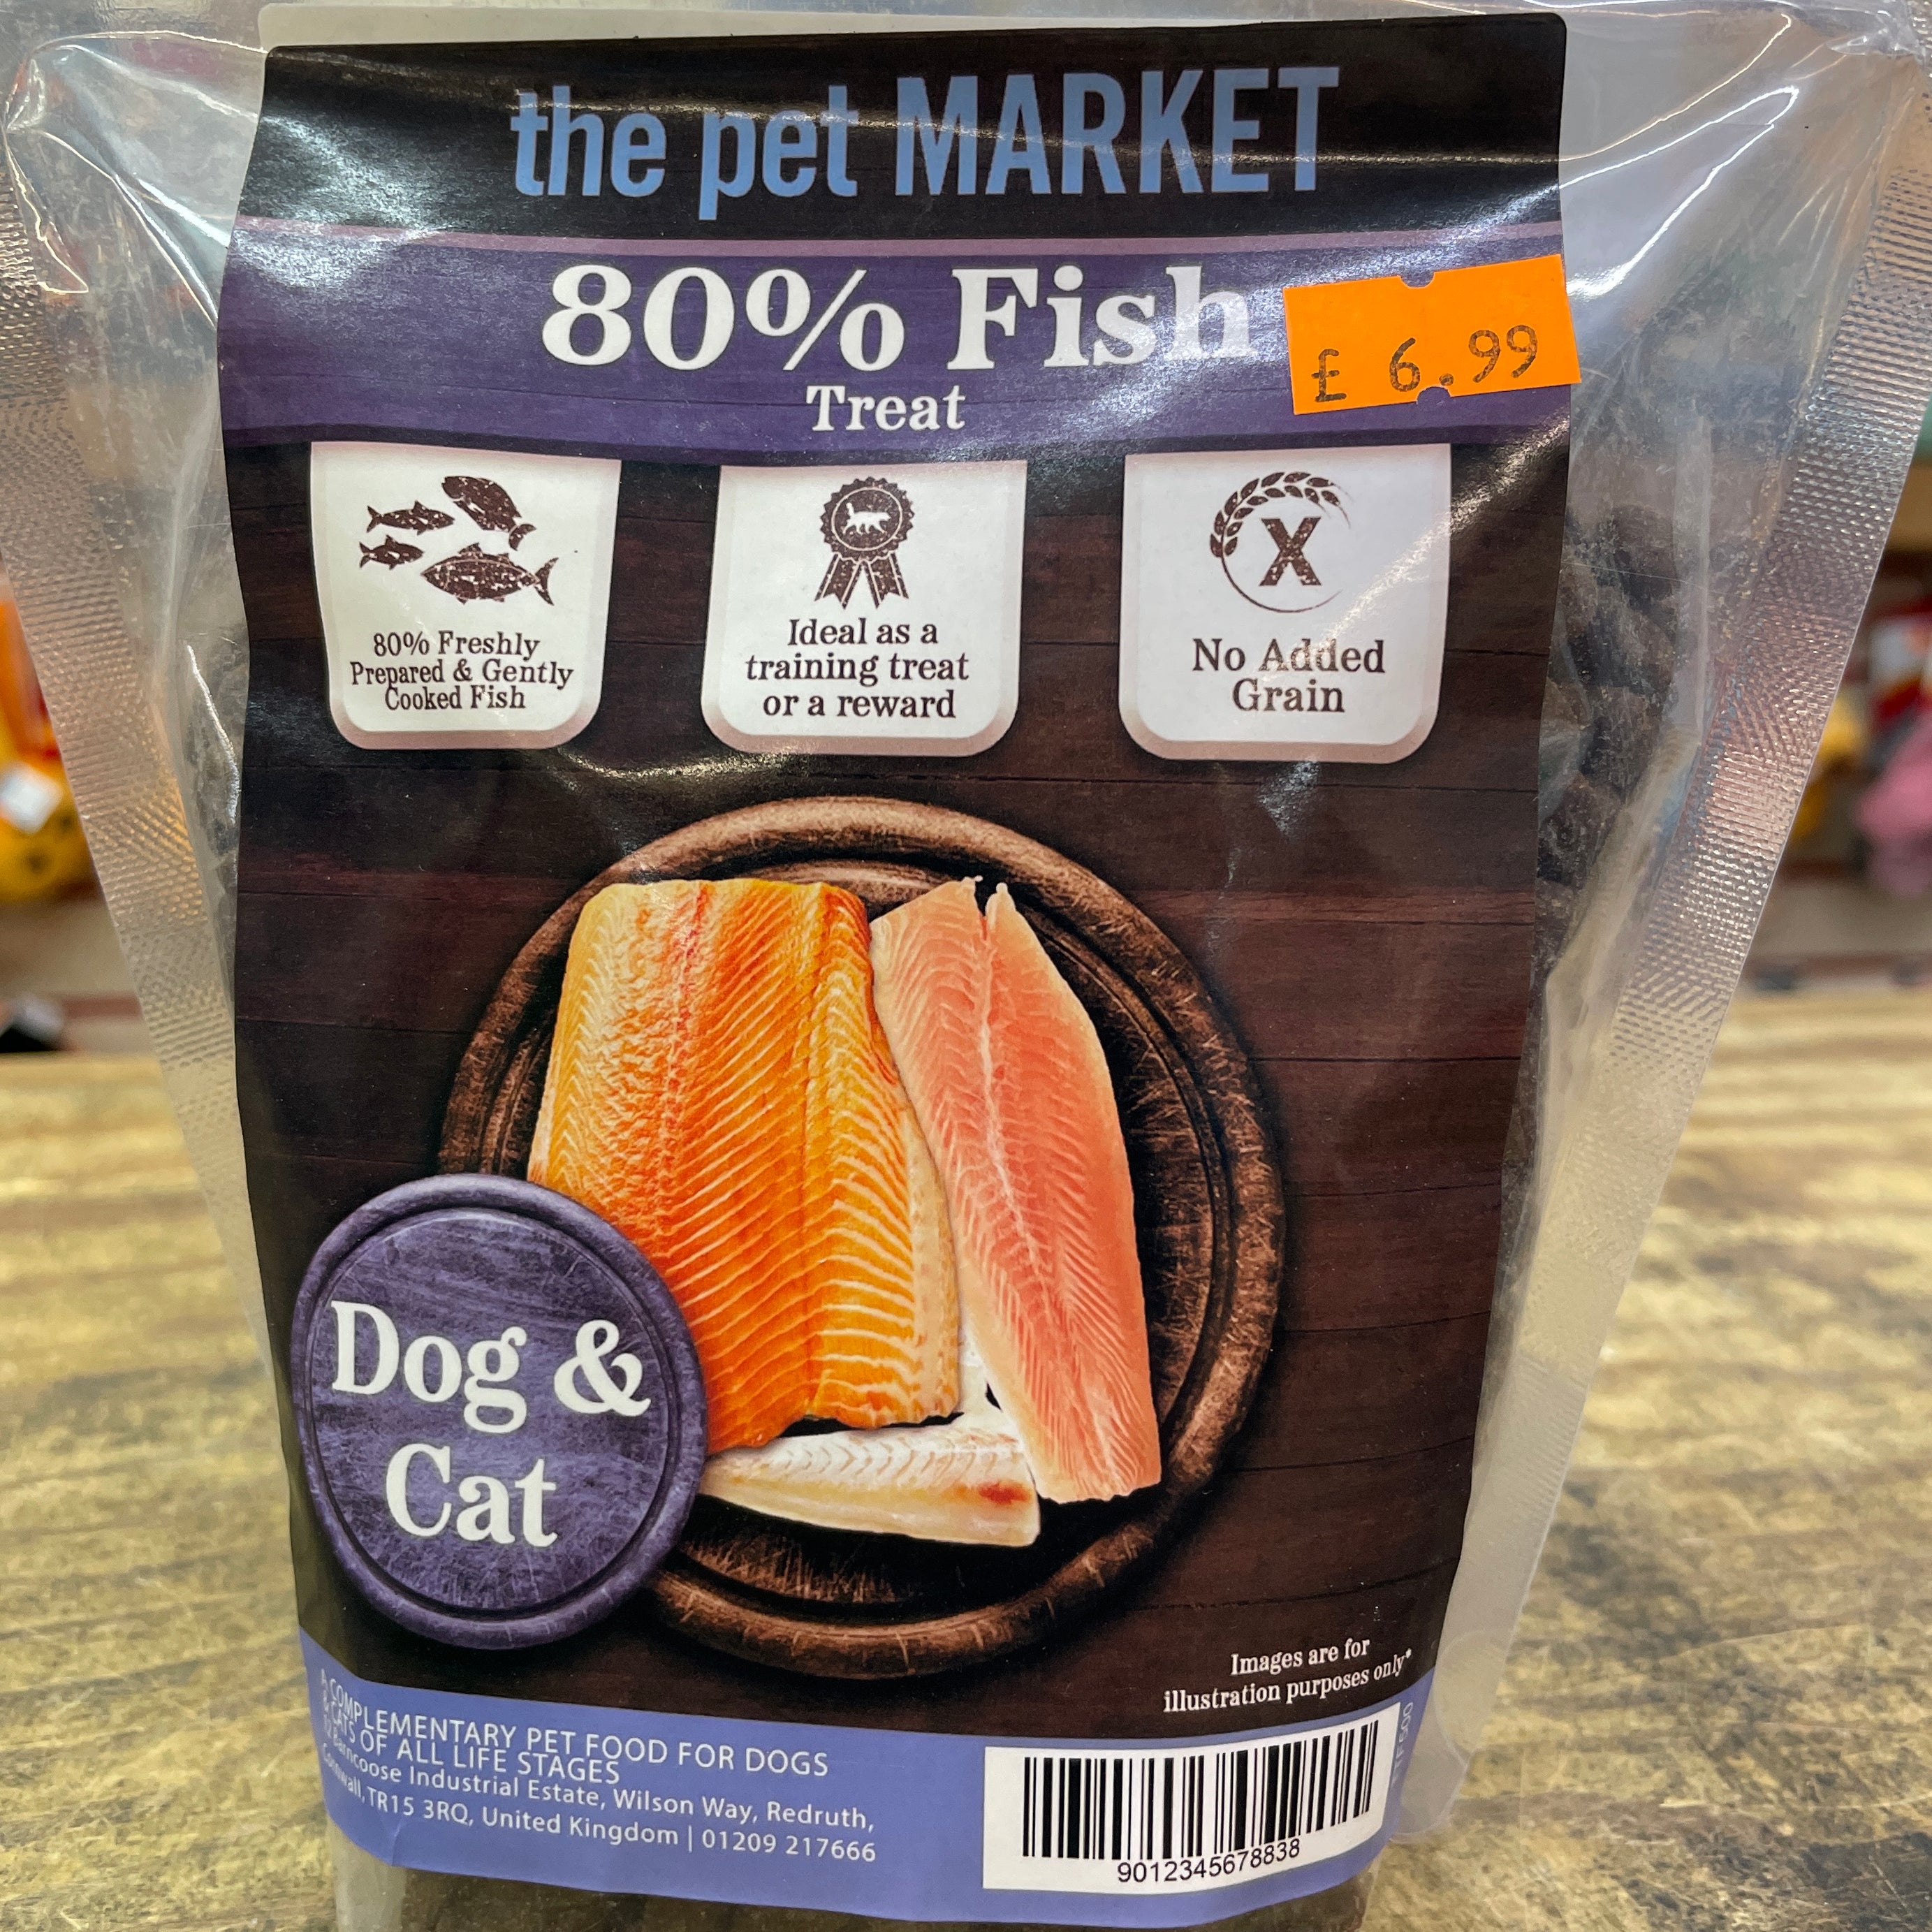 the pet MARKET
80% Fish
£ 6.99
Treat
80% Freshly
Prepared & Gently
Cooked Fish
Ideal as a
training treat
or a reward
X
No Added
Grain
Dog &
Cat
Images are for
illustration purposes only*
A COMPLEMENTARY PET FOOD FOR DOGS
& CATS OF ALL LIFE STAGES
Barncoose Industrial Estate, Wilson Way, Redruth,
Cornwall, TR15 3RQ, United Kingdom | 01209 217666
9012345678838